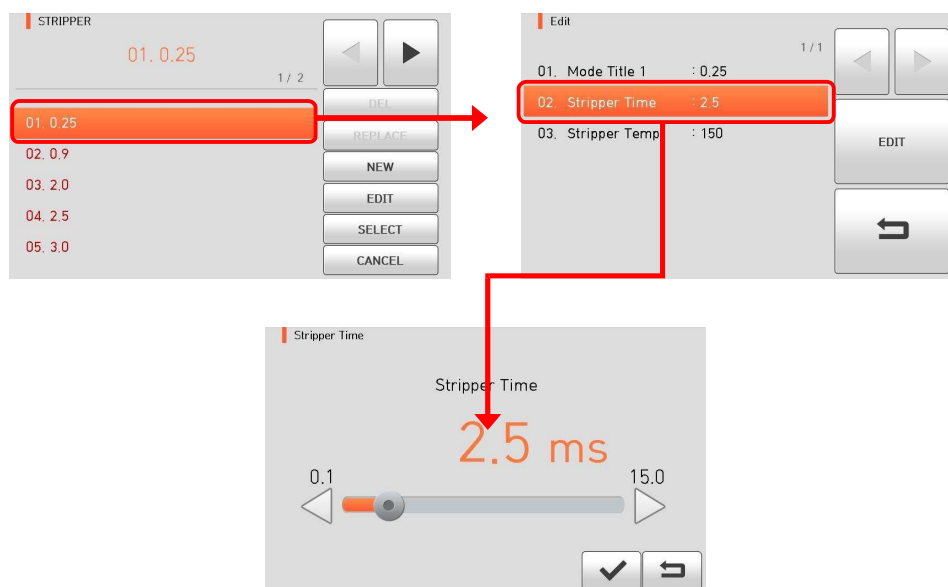 STRIPPER
01. 0.25
1 / 2
01. 0.25
02. 0.9
03. 2.0
04. 2.5
05. 3.0
DEL
REPLACE
NEW
EDIT
SELECT
CANCEL
Edit
1 / 1
01. Mode Title 1 : 0.25
02. Stripper Time : 2.5
03. Stripper Temp : 150
EDIT
Stripper Time
Stripper Time
2.5 ms
0.1
15.0